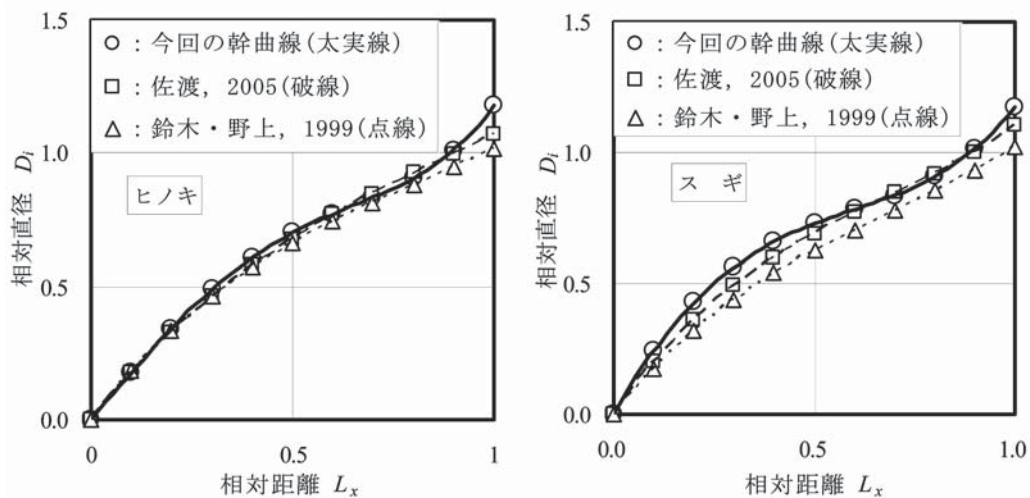 1.5
○：今回の幹曲線(太実線)
□：佐渡，2005(破線)
△：鈴木・野上，1999(点線)
1.0
ヒノキ
0.5
0.0
0
0.5
1
相対直径 Di
相対距離 Lx
1.5
○：今回の幹曲線(太実線)
□：佐渡，2005(破線)
△：鈴木・野上，1999(点線)
1.0
ス ギ
0.5
0.0
0.0
0.5
1.0
相対直径 Di
相対距離 Lx